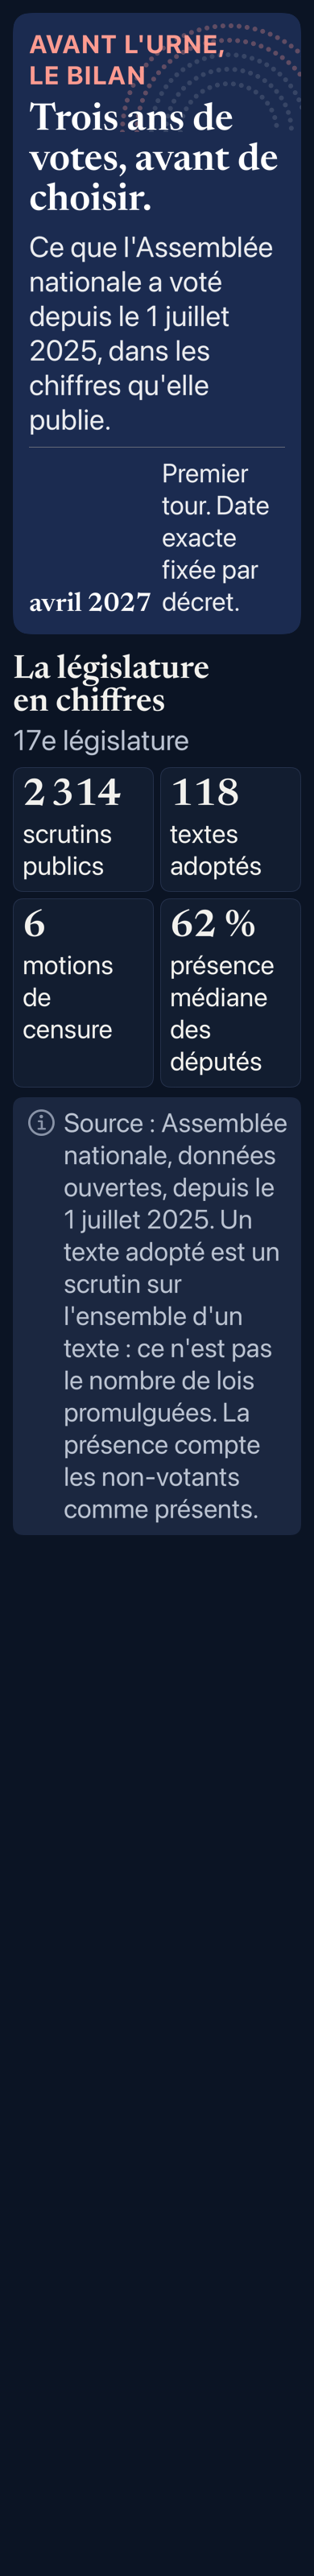 AVANT L'URNE,
LE BILAN
Trois ans de
votes, avant de
choisir.
Ce que l'Assemblée
nationale a voté
depuis le 1 juillet
2025, dans les
chiffres qu'elle
publie.
avril 2027
Premier
tour. Date
exacte
fixée par
décret.
La législature
en chiffres
17e législature
2 314
scrutins
publics
118
textes
adoptés
6
motions
de
censure
62 %
présence
médiane
des
députés
Source : Assemblée
nationale, données
ouvertes, depuis le
1 juillet 2025. Un
texte adopté est un
scrutin sur
l'ensemble d'un
texte : ce n'est pas
le nombre de lois
promulguées. La
présence compte
les non-votants
comme présents.